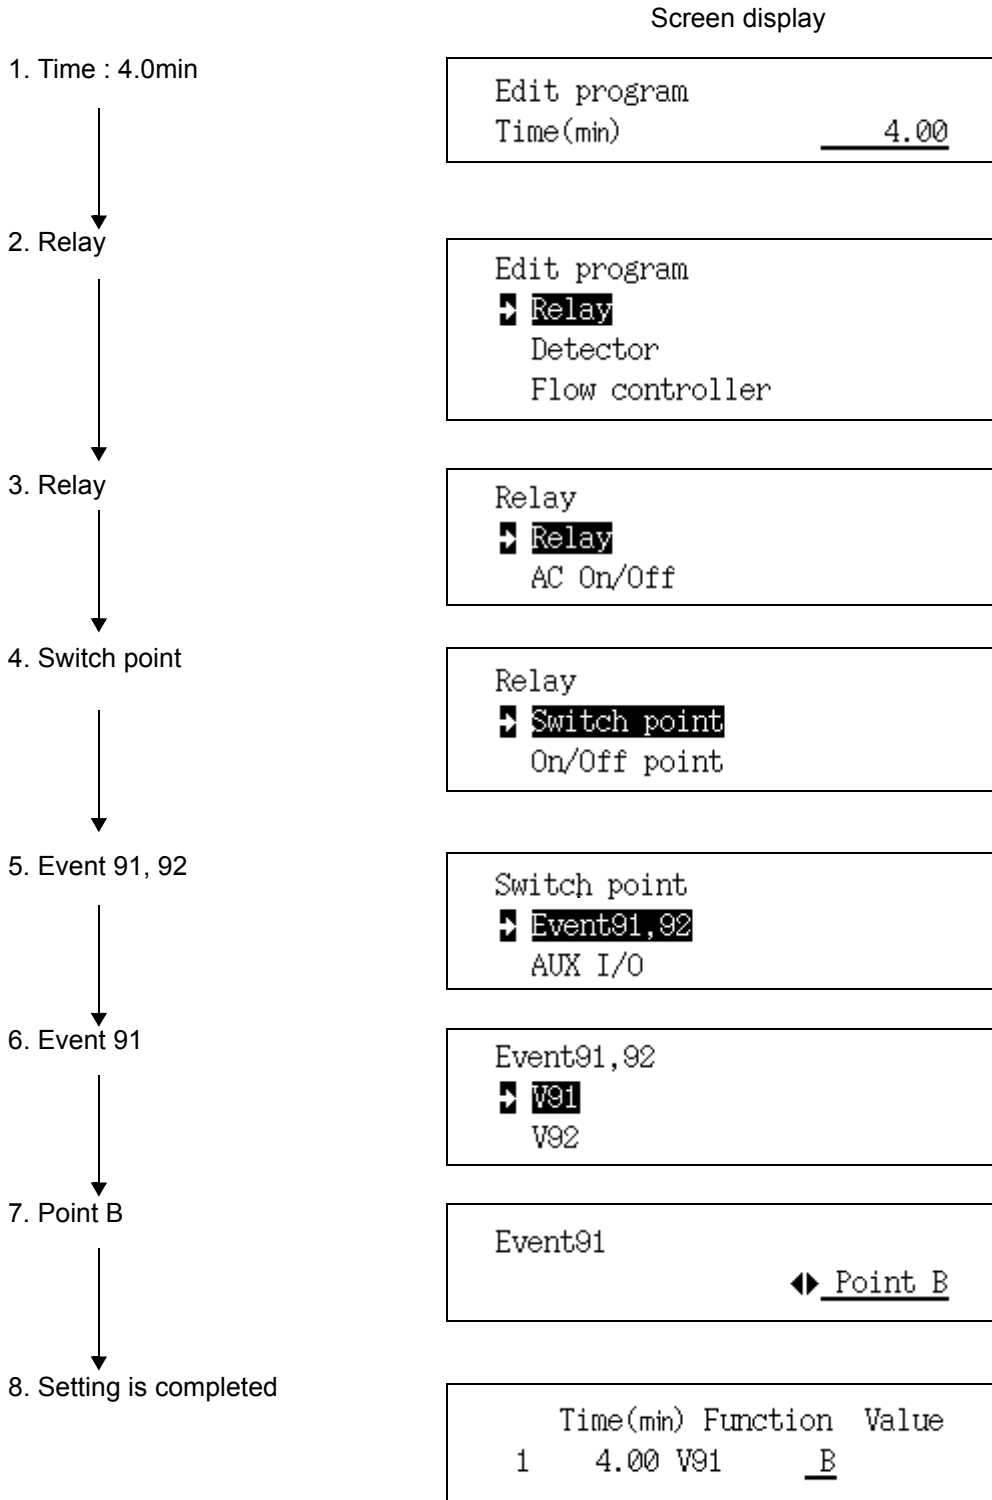 Screen display
1. Time : 4.0min
Edit program
Time(min) 4.00
2. Relay
Edit program
Relay
Detector
Flow controller
3. Relay
Relay
Relay
AC On/Off
4. Switch point
Relay
Switch point
On/Off point
5. Event 91, 92
Switch point
Event91,92
AUX I/O
6. Event 91
Event91,92
V91
V92
7. Point B
Event91
Point B
8. Setting is completed
Time(min) Function Value
1 4.00 V91 B